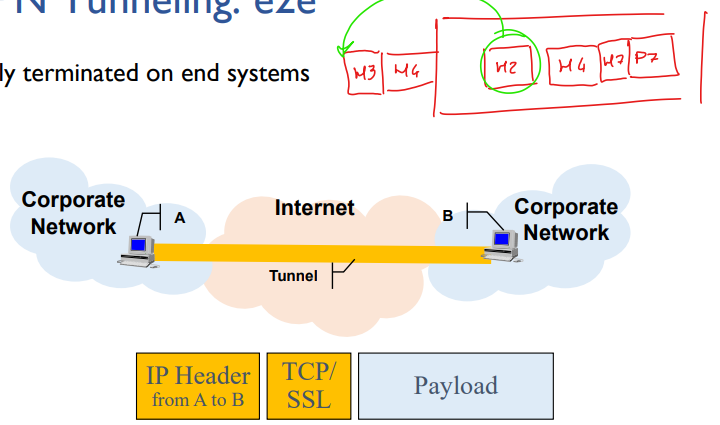 N Tunneling: e2e
ly terminated on end systems
H3 H4 H2 H4 H7 P7
Corporate
Network
A
Internet
Tunnel
B
Corporate
Network
IP Header
from A to B
TCP/
SSL
Payload